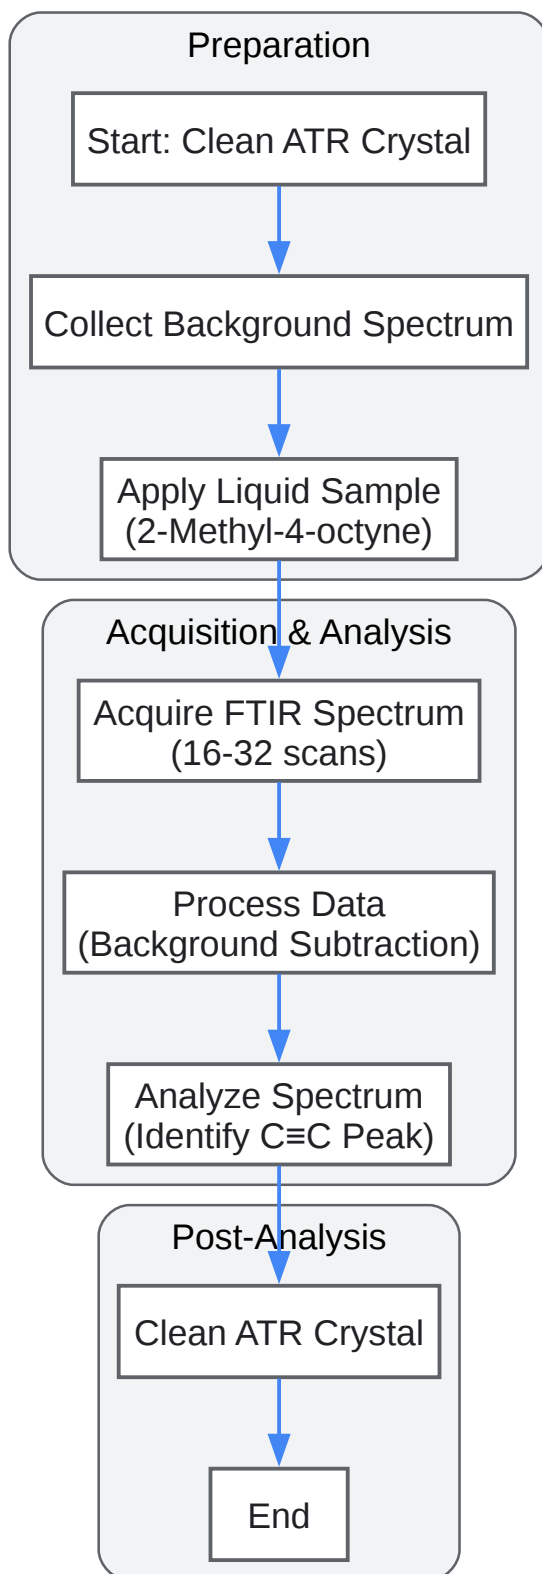 Preparation
Start: Clean ATR Crystal
Collect Background Spectrum
Apply Liquid Sample
(2-Methyl-4-octyne)
Acquisition & Analysis
Acquire FTIR Spectrum
(16-32 scans)
Process Data
(Background Subtraction)
Analyze Spectrum
(Identify C≡C Peak)
Post-Analysis
Clean ATR Crystal
End